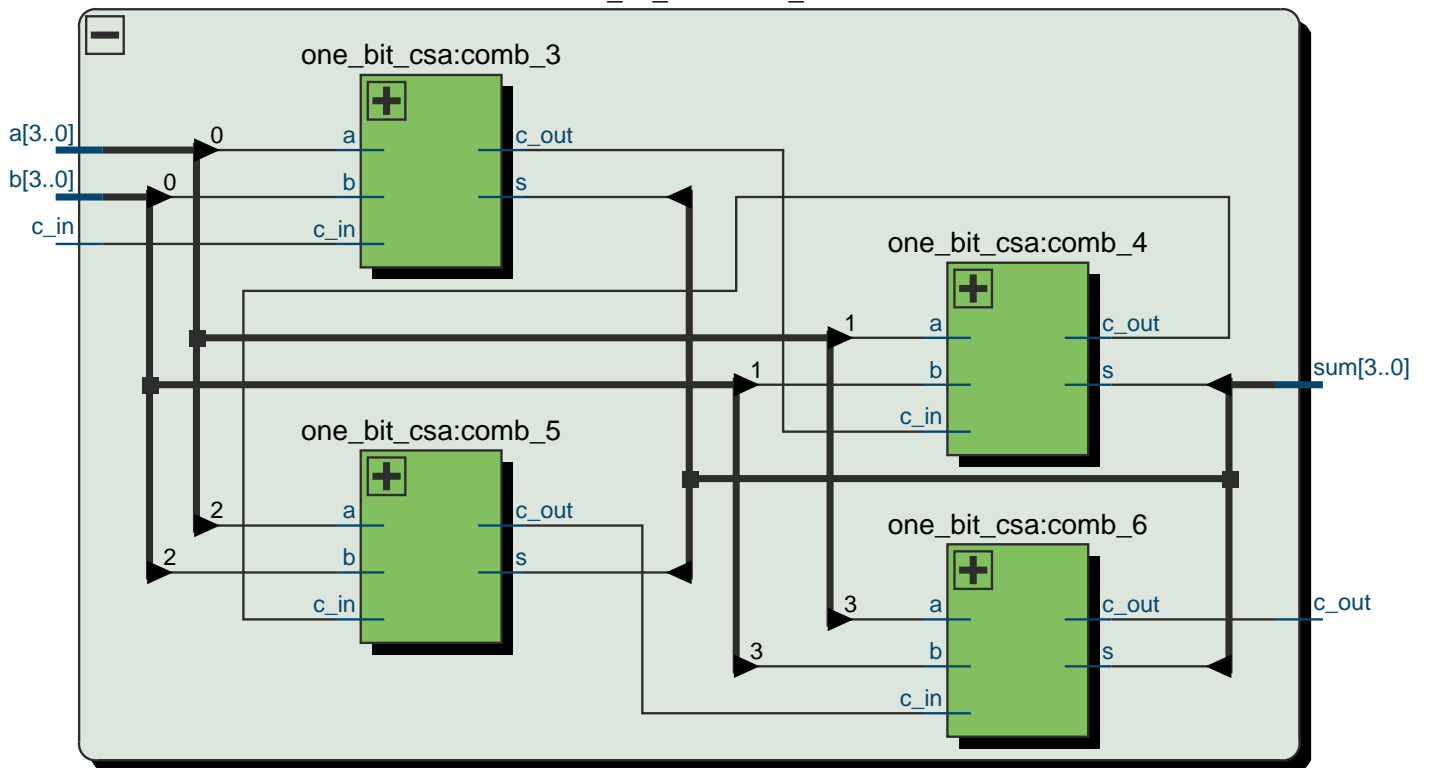 one_bit_csa:comb_3
a[3..0]
0
a
c_out
b[3..0]
0
b
s
c_in
c_in
one_bit_csa:comb_4
1
a
c_out
1
b
s
sum[3..0]
c_in
one_bit_csa:comb_5
2
a
c_out
2
b
s
c_in
one_bit_csa:comb_6
3
a
c_out
c_out
3
b
s
c_in